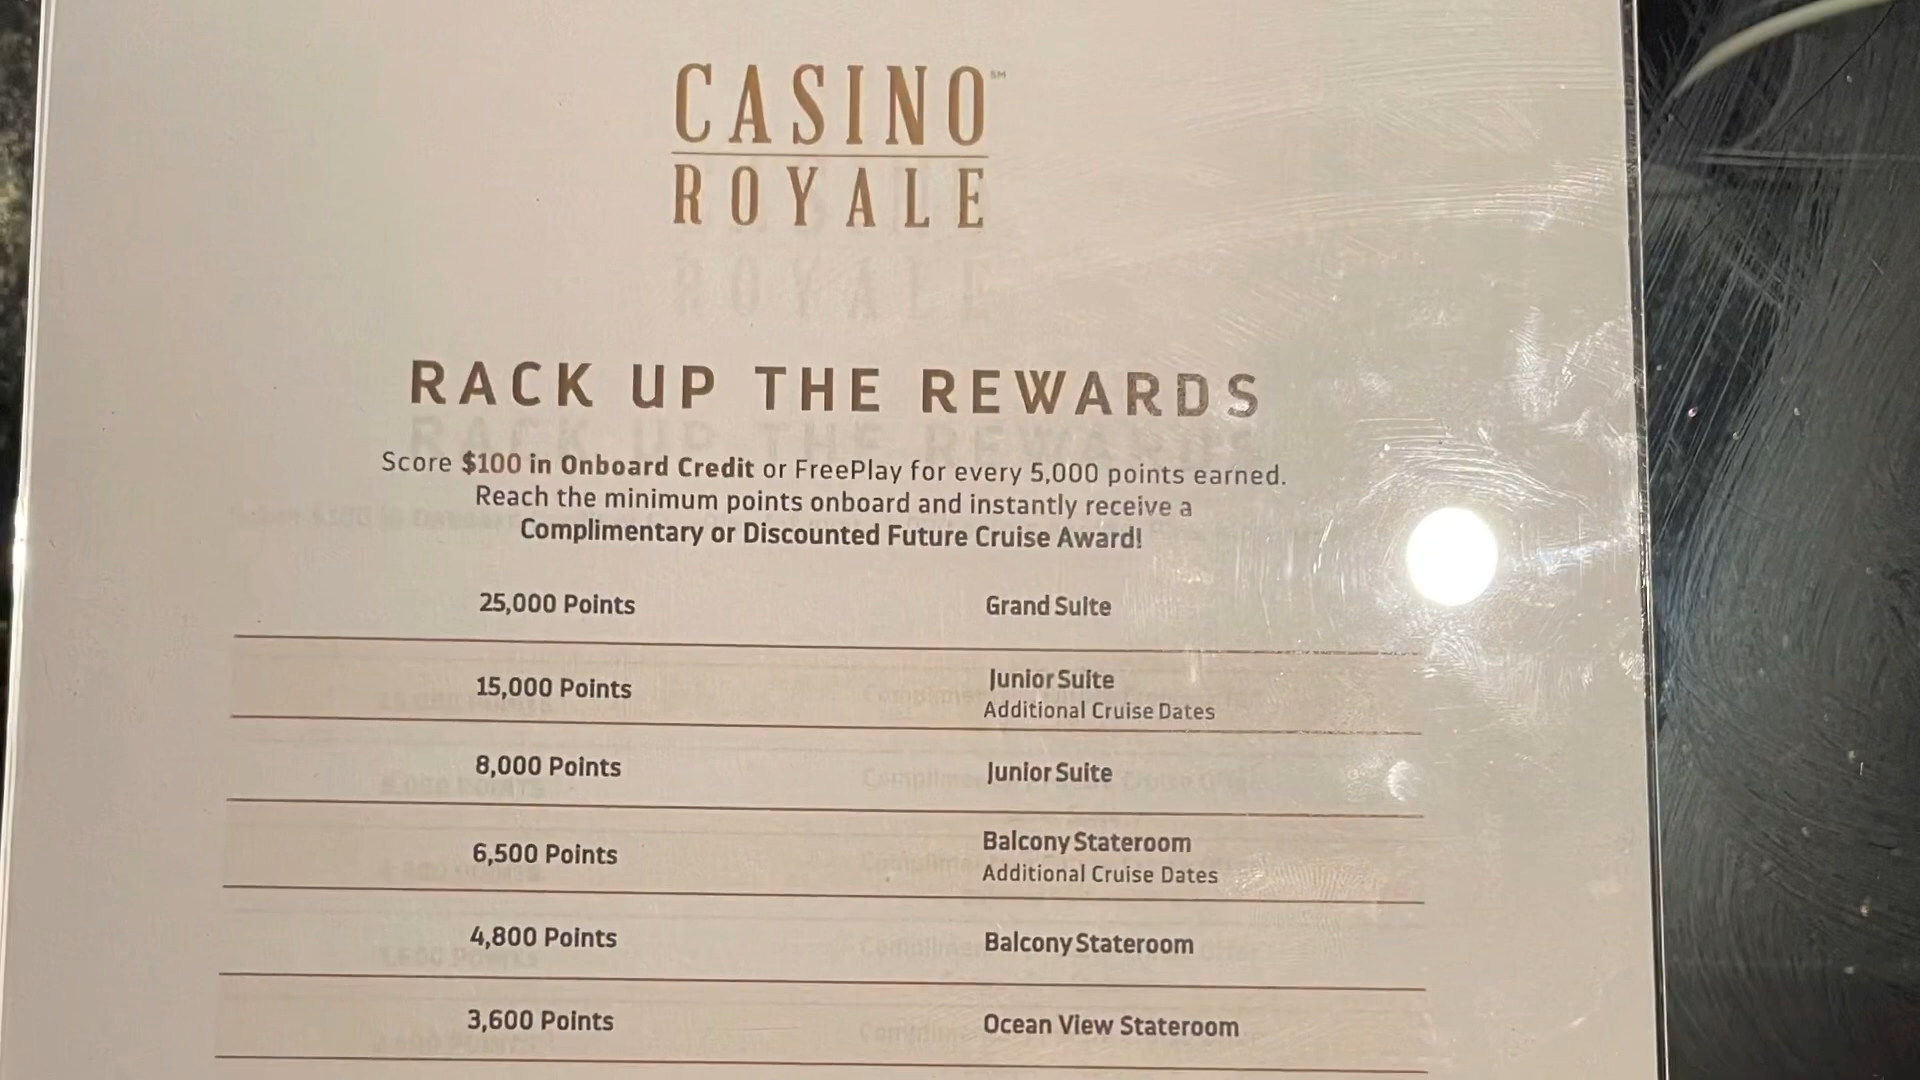 CASINO℠
ROYALE
RACK UP THE REWARDS
Score $100 in Onboard Credit or FreePlay for every 5,000 points earned.
Reach the minimum points onboard and instantly receive a
Complimentary or Discounted Future Cruise Award!
25,000 Points Grand Suite
15,000 Points Junior Suite
Additional Cruise Dates
8,000 Points Junior Suite
6,500 Points Balcony Stateroom
Additional Cruise Dates
4,800 Points Balcony Stateroom
3,600 Points Ocean View Stateroom